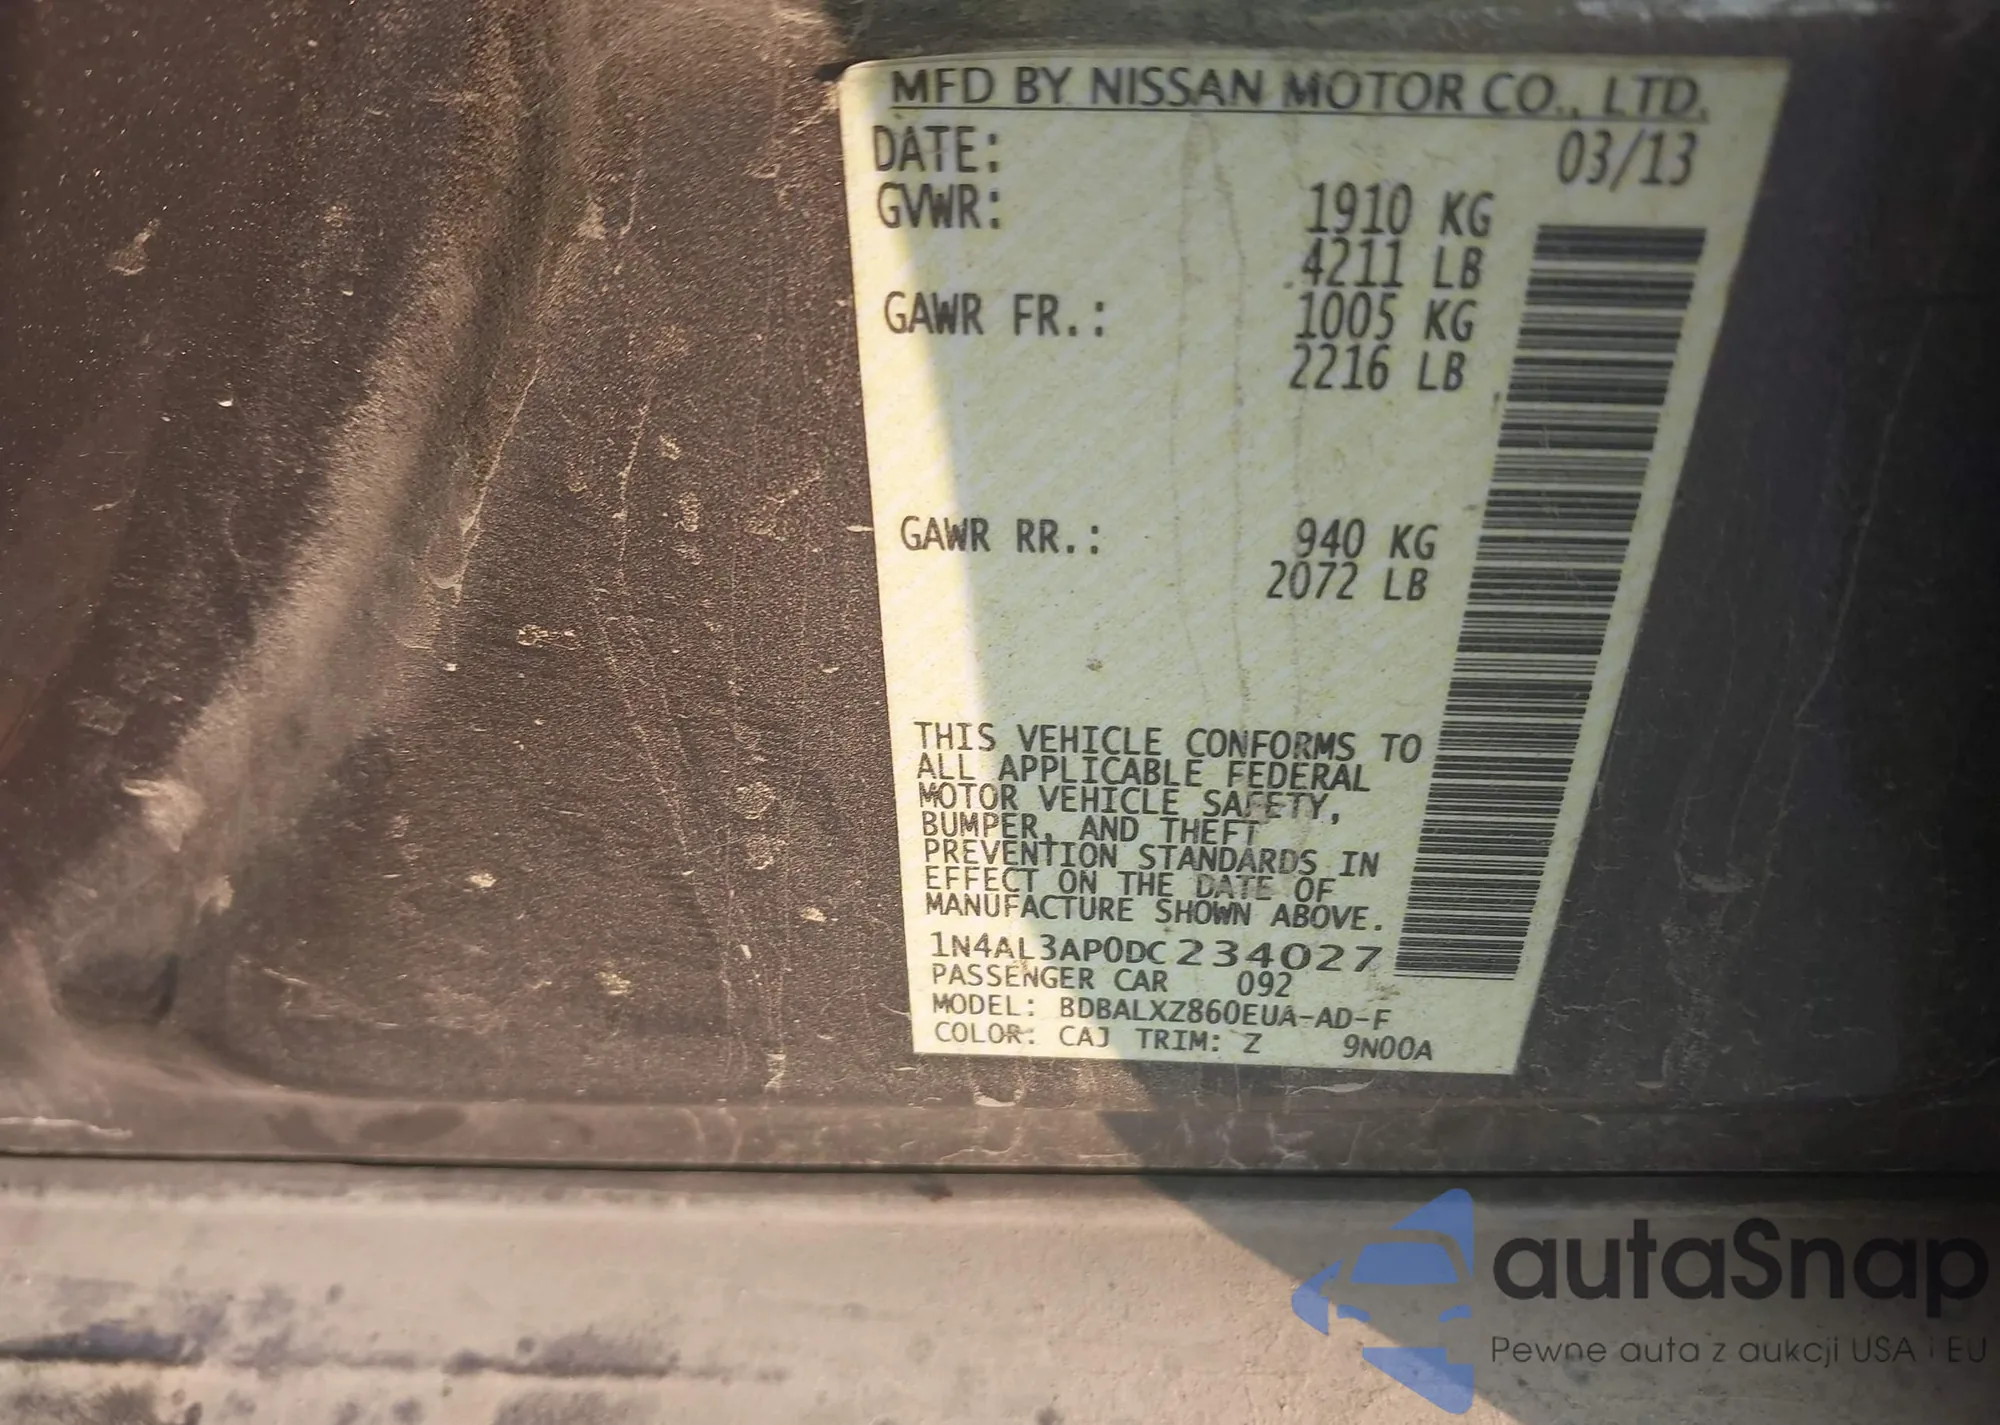 MFD BY NISSAN MOTOR CO., LTD.
DATE: 03/13
GVWR: 1910 KG
4211 LB
GAWR FR.: 1005 KG
2216 LB
GAWR RR.: 940 KG
2072 LB
THIS VEHICLE CONFORMS TO
ALL APPLICABLE FEDERAL
MOTOR VEHICLE SAFETY,
BUMPER, AND THEFT
PREVENTION STANDARDS IN
EFFECT ON THE DATE OF
MANUFACTURE SHOWN ABOVE.
1N4AL3AP0DC234027
PASSENGER CAR 092
MODEL: BDBALXZ860EUA-AD-F
COLOR: CAJ TRIM: Z 9N00A
autaSnap
Pewne auta z aukcji USA i EU